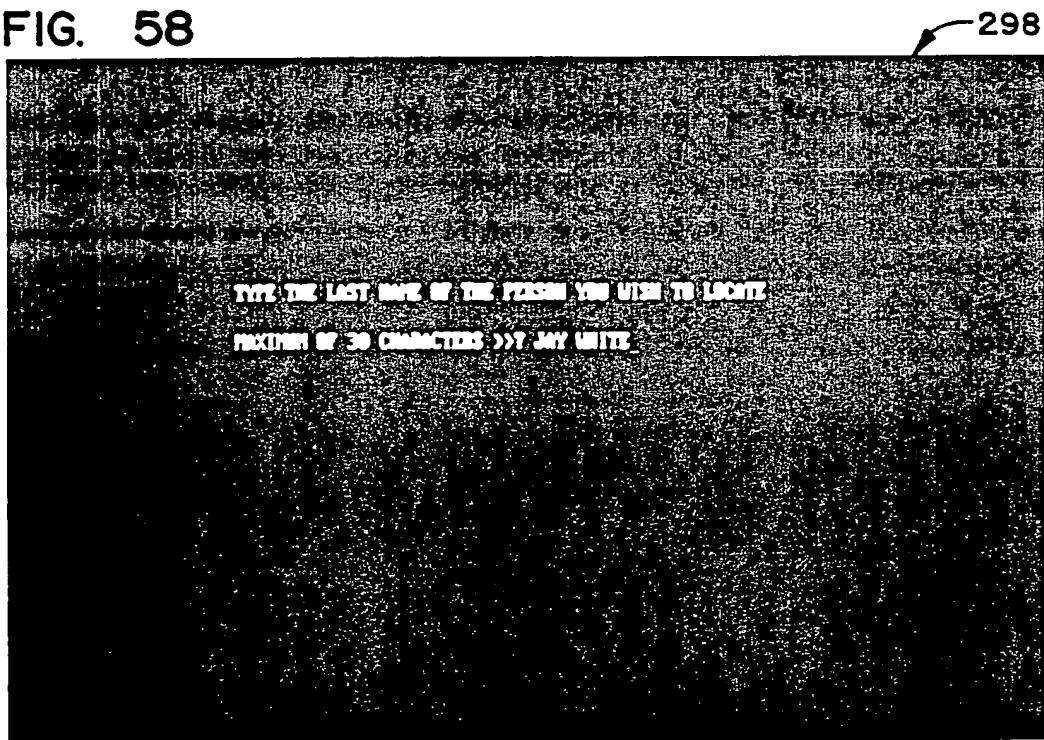 FIG. 58
298
TYPE THE LAST NAME OF THE PERSON YOU WISH TO LOCATE
MAXIMUM OF 30 CHARACTERS >>? JAY WHITE_